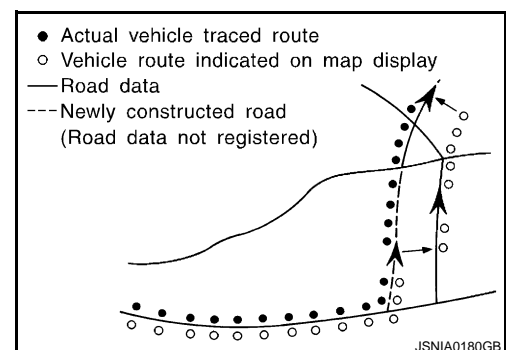 ● Actual vehicle traced route
○ Vehicle route indicated on map display
Road data
Newly constructed road
(Road data not registered)
JSNIA0180GB